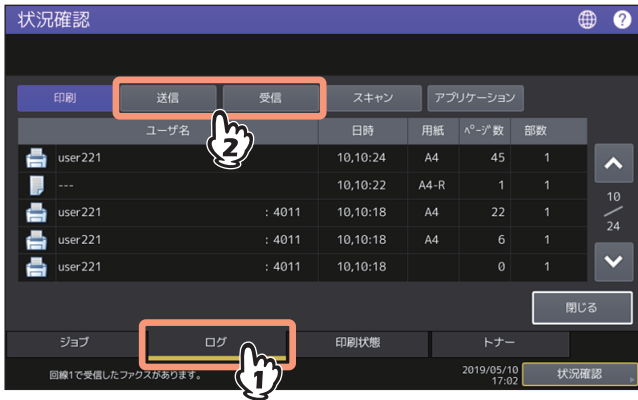 状況確認
?
印刷 送信 受信 スキャン アプリケーション
2
ユーザ名 日時 用紙 ページ数 部数
user221 10,10:24 A4 45 1
--- 10,10:22 A4-R 1 1
user221 : 4011 10,10:18 A4 22 1
user221 : 4011 10,10:18 A4 6 1
user221 : 4011 10,10:18 0 1
10
/
24
閉じる
ジョブ ログ 印刷状態 トナー
1
回線1で受信したファクスがあります。
2019/05/10
17:02
状況確認